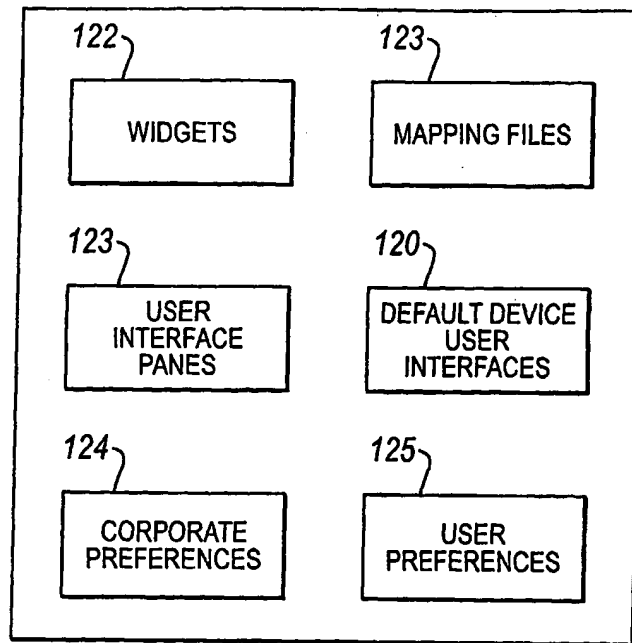 122
123
WIDGETS
MAPPING FILES
123
120
USER
INTERFACE
PANES
DEFAULT DEVICE
USER
INTERFACES
124
125
CORPORATE
PREFERENCES
USER
PREFERENCES